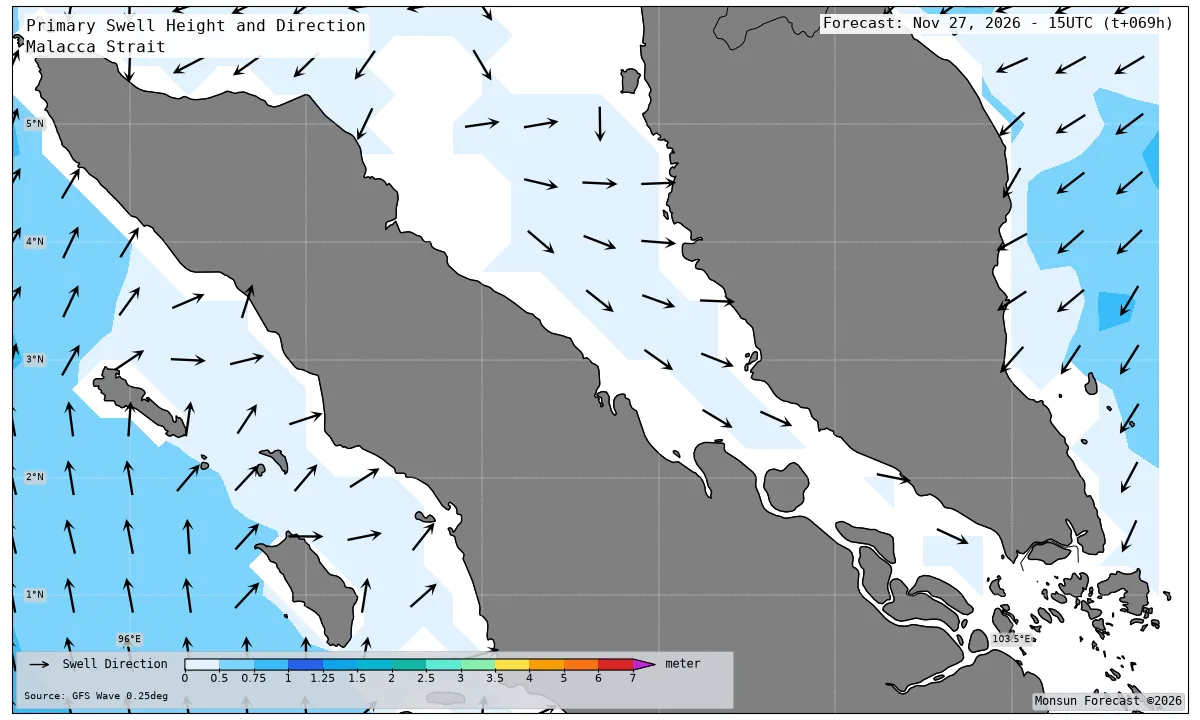 Primary Swell Height and Direction
Malacca Strait
Forecast: Nov 27, 2026 - 15UTC (t+069h)
5°N
4°N
3°N
2°N
1°N
96°E
103.5°E
Swell Direction
meter
0 0.5 0.75 1 1.25 1.5 2 2.5 3 3.5 4 5 6 7
Source: GFS Wave 0.25deg
Monsun Forecast ©2026